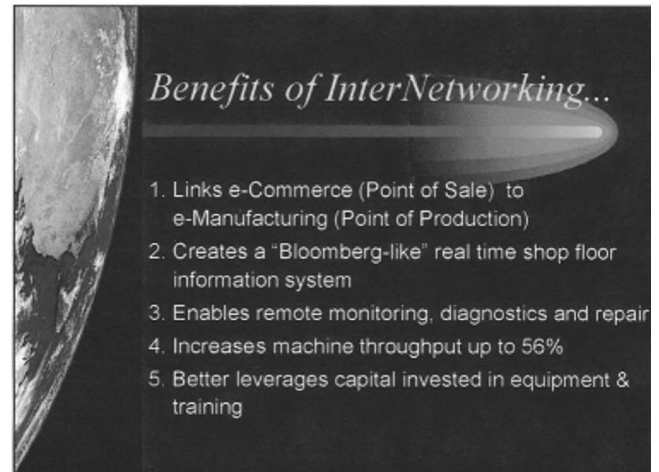 Benefits of InterNetworking...
1. Links e-Commerce (Point of Sale) to
e-Manufacturing (Point of Production)
2. Creates a "Bloomberg-like" real time shop floor
information system
3. Enables remote monitoring, diagnostics and repair
4. Increases machine throughput up to 56%
5. Better leverages capital invested in equipment &
training